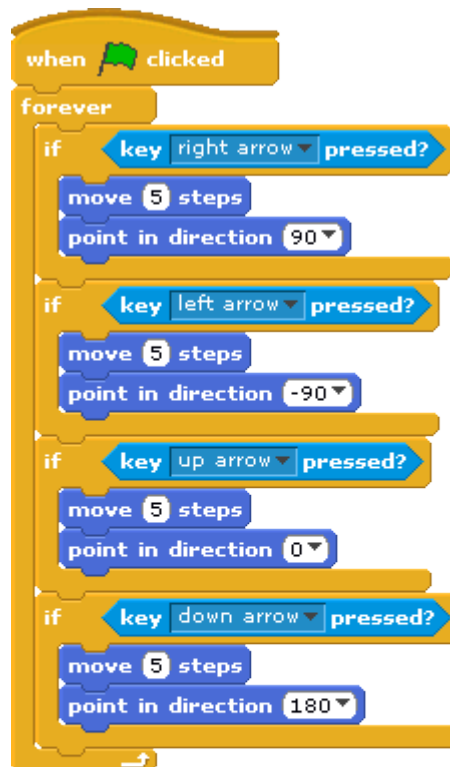 when clicked
forever
if key right arrow pressed?
move 5 steps
point in direction 90
if key left arrow pressed?
move 5 steps
point in direction -90
if key up arrow pressed?
move 5 steps
point in direction 0
if key down arrow pressed?
move 5 steps
point in direction 180